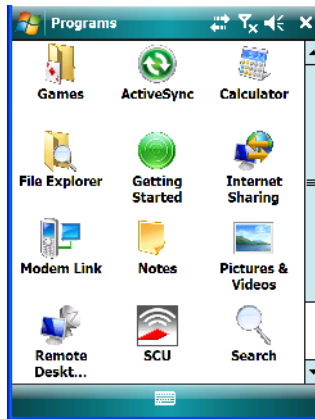 Programs
Games
ActiveSync
Calculator
File Explorer
Getting
Started
Internet
Sharing
Modem Link
Notes
Pictures &
Videos
Remote
Deskt...
SCU
Search